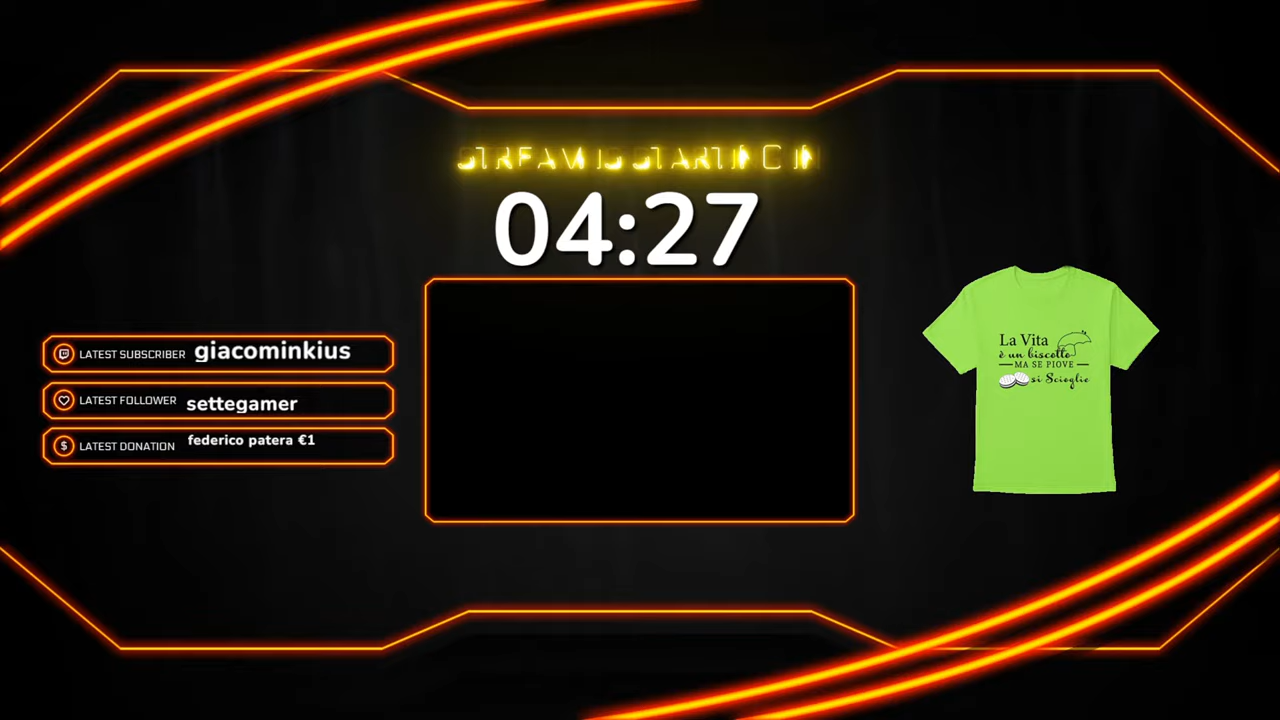 STREAM IS STARTING IN
04:27
LATEST SUBSCRIBER giacominkius
LATEST FOLLOWER settegamer
LATEST DONATION federico patera €1
La Vita
è un biscotto
MA SE PIOVE
si Scioglie